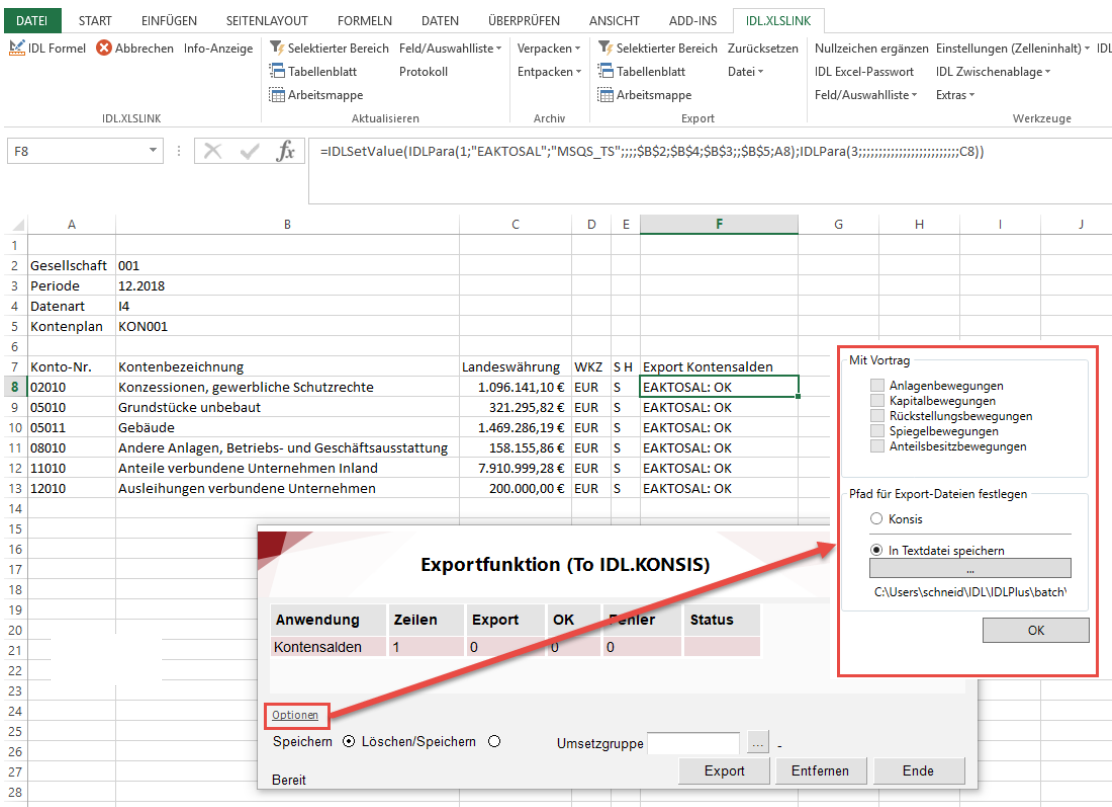 DATEI START EINFÜGEN SEITENLAYOUT FORMELN DATEN ÜBERPRÜFEN ANSICHT ADD-INS IDL.XLSLINK
IDL Formel Abbrechen Info-Anzeige Selektierter Bereich Feld/Auswahlliste Verpacken Selektierter Bereich Zurücksetzen Nullzeichen ergänzen Einstellungen (Zelleninhalt) IDL
Tabellenblatt Protokoll Entpacken Tabellenblatt Datei IDL Excel-Passwort IDL Zwischenablage
Arbeitsmappe Arbeitsmappe Feld/Auswahlliste Extras
IDL.XLSLINK Aktualisieren Archiv Export Werkzeuge
F8 fx =IDLSetValue(IDLPara(1;"EAKTOSAL";"MSQS_TS";;;;$B$2;$B$4;$B$3;;$B$5;A8);IDLPara(3;;;;;;;;;;;;;;;;;;;;;;;;;C8))
A B C D E F G H I J
1
2 Gesellschaft 001
3 Periode 12.2018
4 Datenart I4
5 Kontenplan KON001
6
7 Konto-Nr. Kontenbezeichnung Landeswährung WKZ S H Export Kontensalden
8 02010 Konzessionen, gewerbliche Schutzrechte 1.096.141,10 € EUR S EAKTOSAL: OK
9 05010 Grundstücke unbebaut 321.295,82 € EUR S EAKTOSAL: OK
10 05011 Gebäude 1.469.286,19 € EUR S EAKTOSAL: OK
11 08010 Andere Anlagen, Betriebs- und Geschäftsausstattung 158.155,86 € EUR S EAKTOSAL: OK
12 11010 Anteile verbundene Unternehmen Inland 7.910.999,28 € EUR S EAKTOSAL: OK
13 12010 Ausleihungen verbundene Unternehmen 200.000,00 € EUR S EAKTOSAL: OK
14
15
16
17
18
19
20
21
22
23
24
25
26
27
28
Mit Vortrag
Anlagenbewegungen
Kapitalbewegungen
Rückstellungsbewegungen
Spiegelbewegungen
Anteilsbesitzbewegungen
Pfad für Export-Dateien festlegen
Konsis
In Textdatei speichern
...
C:\Users\schneid\IDL\IDLPlus\batch\
OK
Exportfunktion (To IDL.KONSIS)
Anwendung Zeilen Export OK Fehler Status
Kontensalden 1 0 0 0
Optionen
Speichern Löschen/Speichern Umsetzgruppe ... -
Bereit Export Entfernen Ende